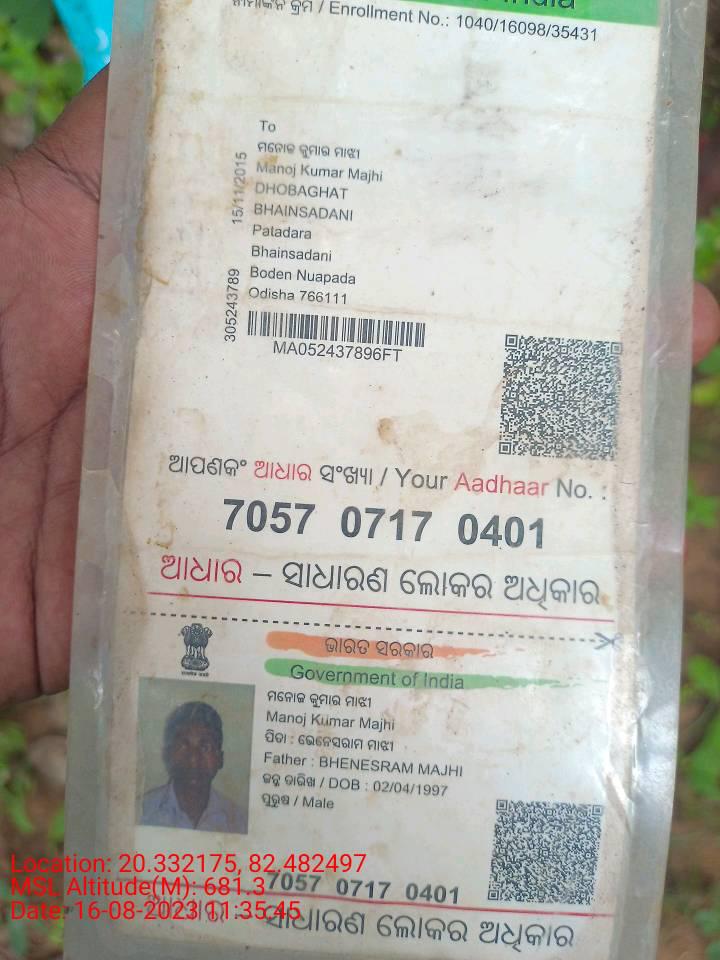 ନାମାଙ୍କନ କ୍ରମ / Enrollment No.: 1040/16098/35431
To
ମନୋଜ କୁମାର ମାଝୀ
Manoj Kumar Majhi
DHOBAGHAT
BHAINSADANI
Patadara
Bhainsadani
Boden Nuapada
Odisha 766111
15/11/2015
305243789
MA052437896FT
ଆପଣକଂ ଆଧାର ସଂଖ୍ୟା / Your Aadhaar No. :
7057 0717 0401
ଆଧାର – ସାଧାରଣ ଲୋକର ଅଧିକାର
ଭାରତ ସରକାର
Government of India
ମନୋଜ କୁମାର ମାଝୀ
Manoj Kumar Majhi
ପିତା : ଭେନେସରାମ ମାଝୀ
Father : BHENESRAM MAJHI
ଜନ୍ମ ତାରିଖ / DOB : 02/04/1997
ପୁରୁଷ / Male
7057 0717 0401
ଆଧାର – ସାଧାରଣ ଲୋକର ଅଧିକାର
Location: 20.332175, 82.482497
MSL Altitude(M): 681.3
Date: 16-08-2023 11:35:45